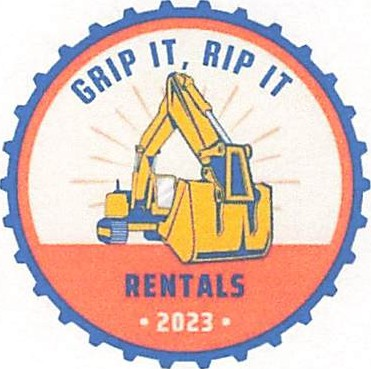 GRIP IT, RIP IT
RENTALS
• 2023 •